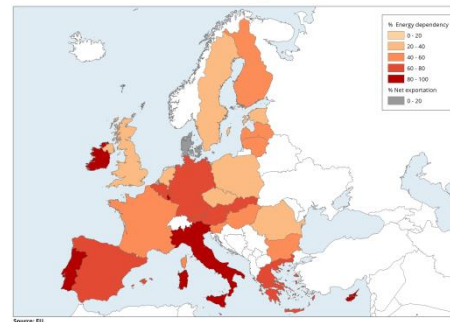 % Energy dependency
0 - 20
20 - 40
40 - 60
60 - 80
80 - 100
% Net exportation
0 - 20
Source: EU